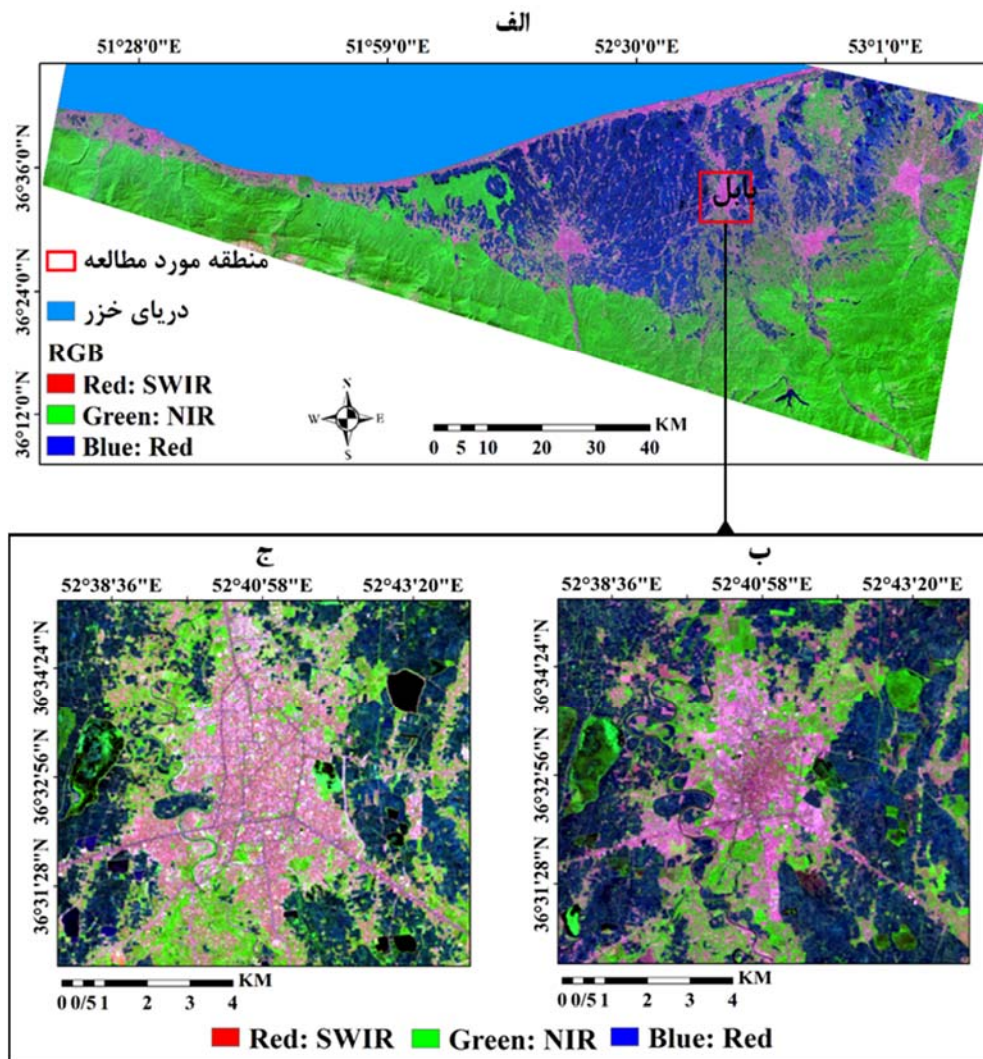 الف
51°28'0"E 51°59'0"E 52°30'0"E 53°1'0"E
36°36'0"N
36°24'0"N
36°12'0"N
بابل
منطقه مورد مطالعه
دریای خزر
RGB
Red: SWIR
Green: NIR
Blue: Red
N
W E
S
KM
0 5 10 20 30 40
ب
52°38'36"E 52°40'58"E 52°43'20"E
36°34'24"N
36°32'56"N
36°31'28"N
KM
0 0/5 1 2 3 4
ج
52°38'36"E 52°40'58"E 52°43'20"E
36°34'24"N
36°32'56"N
36°31'28"N
KM
0 0/5 1 2 3 4
Red: SWIR Green: NIR Blue: Red